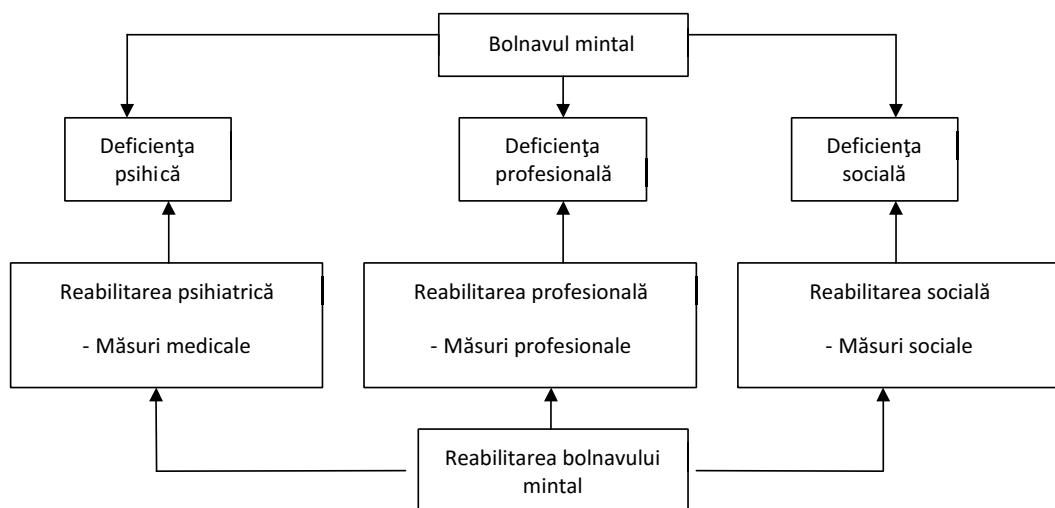 Bolnavul mintal
Deficienţa
psihică
Deficienţa
profesională
Deficienţa
socială
Reabilitarea psihiatrică
- Măsuri medicale
Reabilitarea profesională
- Măsuri profesionale
Reabilitarea socială
- Măsuri sociale
Reabilitarea bolnavului
mintal